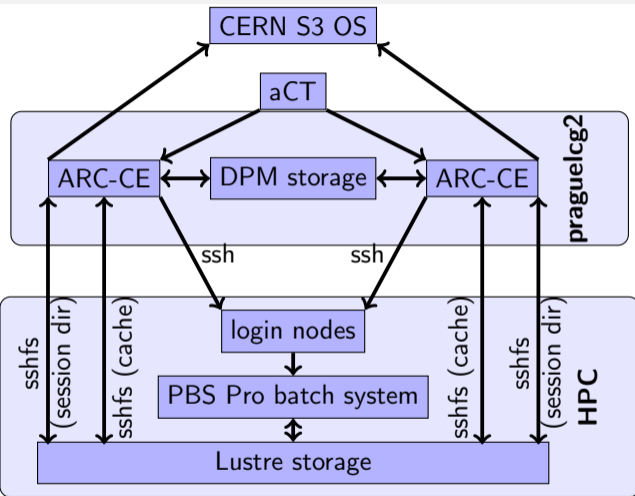 CERN S3 OS
aCT
ARC-CE
DPM storage
ARC-CE
praguelcg2
ssh
ssh
login nodes
sshfs
(session dir)
sshfs (cache)
PBS Pro batch system
sshfs (cache)
sshfs
(session dir)
HPC
Lustre storage